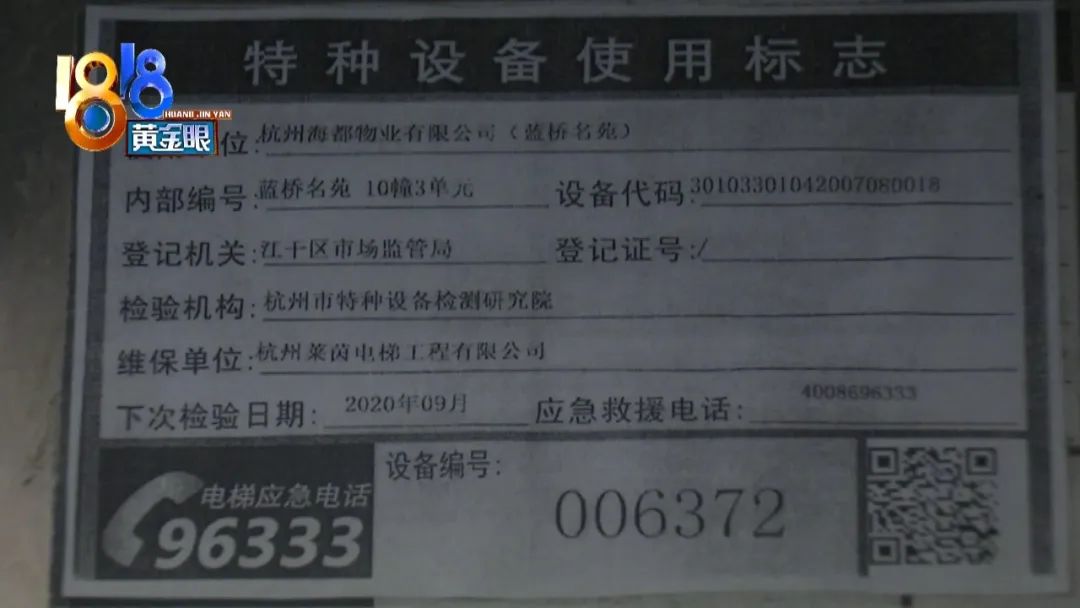 特种设备使用标志
1818
HUANG JIN YAN
黄金眼
位:杭州海都物业有限公司(蓝桥名苑)
内部编号:蓝桥名苑 10幢3单元 设备代码:30103301042007080018
登记机关:江干区市场监管局 登记证号:/
检验机构:杭州市特种设备检测研究院
维保单位:杭州莱茵电梯工程有限公司
下次检验日期: 2020年09月 应急救援电话: 4008696333
电梯应急电话
96333
设备编号:
006372